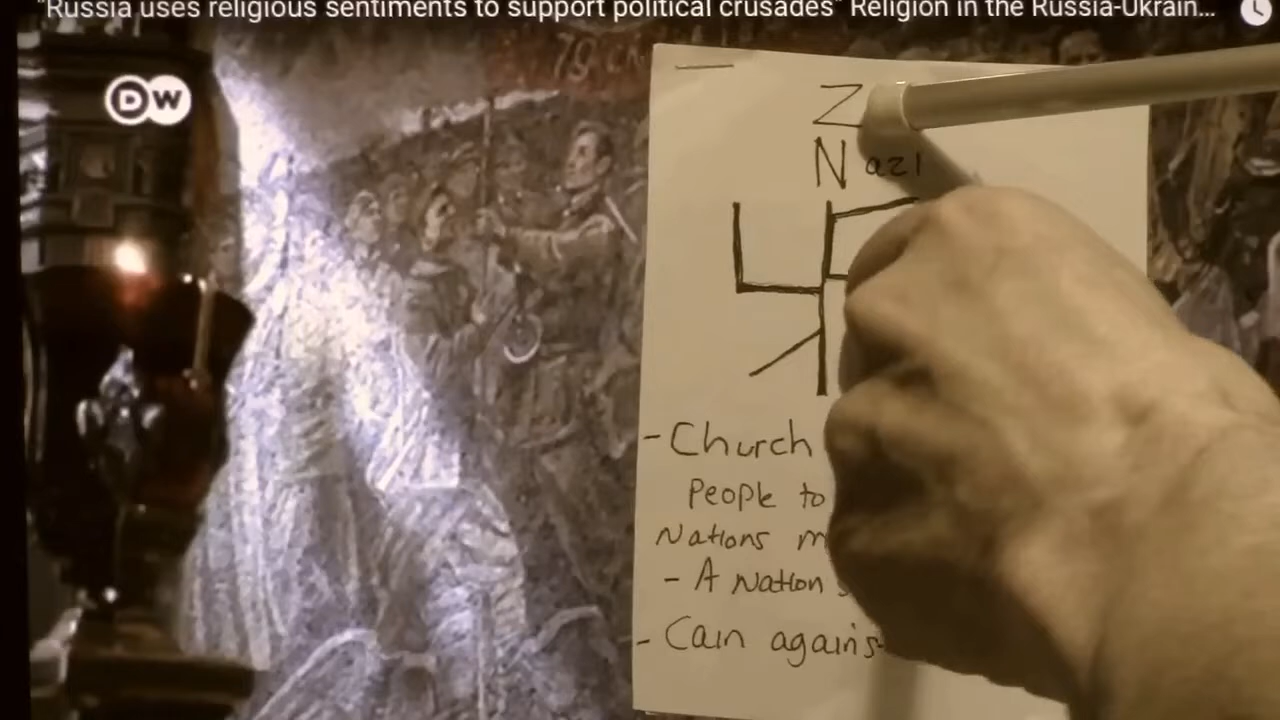 "Russia uses religious sentiments to support political crusades" Religion in the Russia-Ukrain...
DW
Z
Nazi
- Church
People to
Nations m
- A Nation
- Cain agains